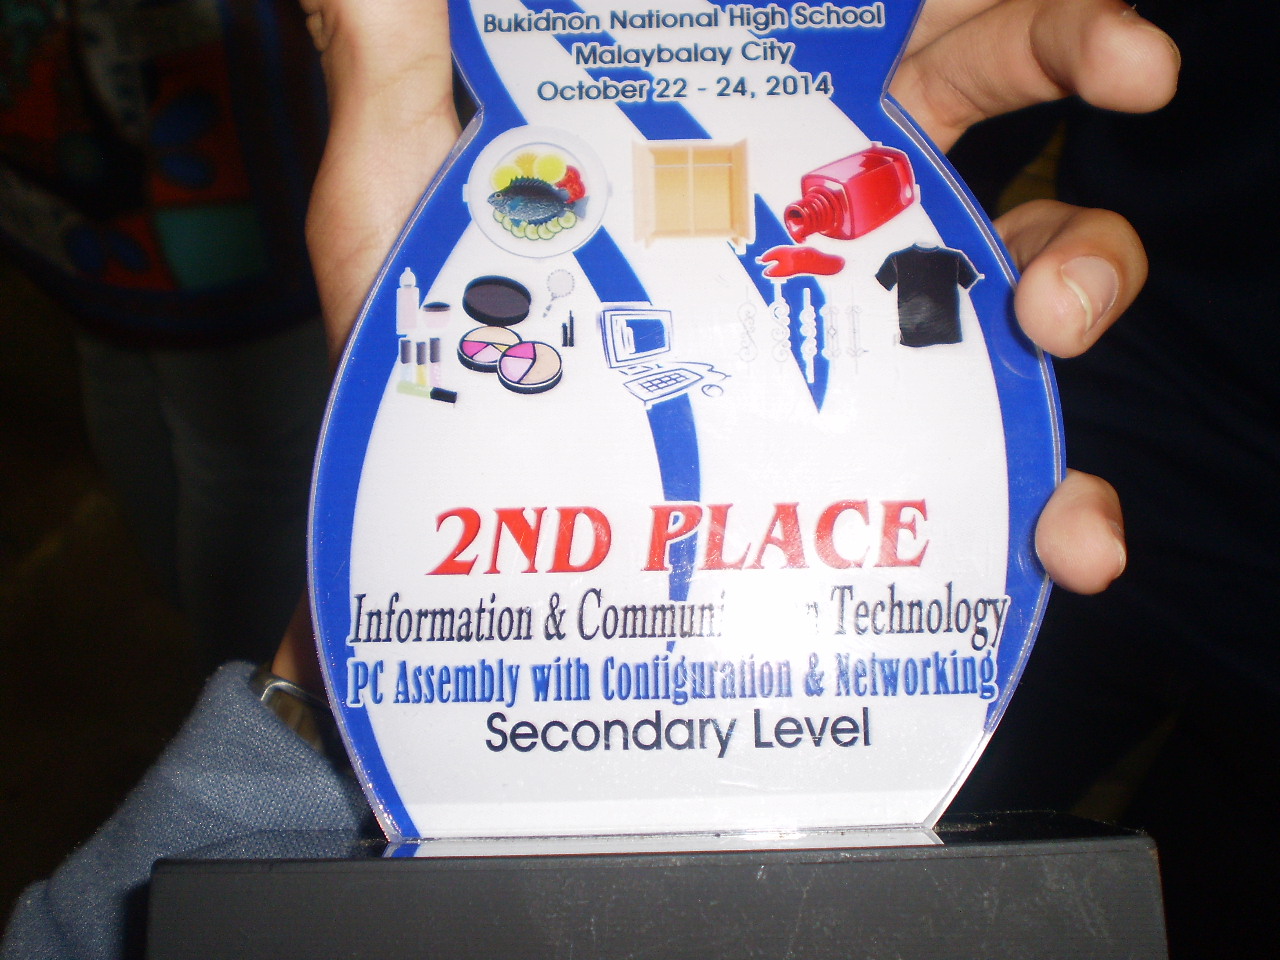 Bukidnon National High School
Malaybalay City
October 22 - 24, 2014
2ND PLACE
Information & Technology
PC Assembly with Configuration & Networking
Secondary Level